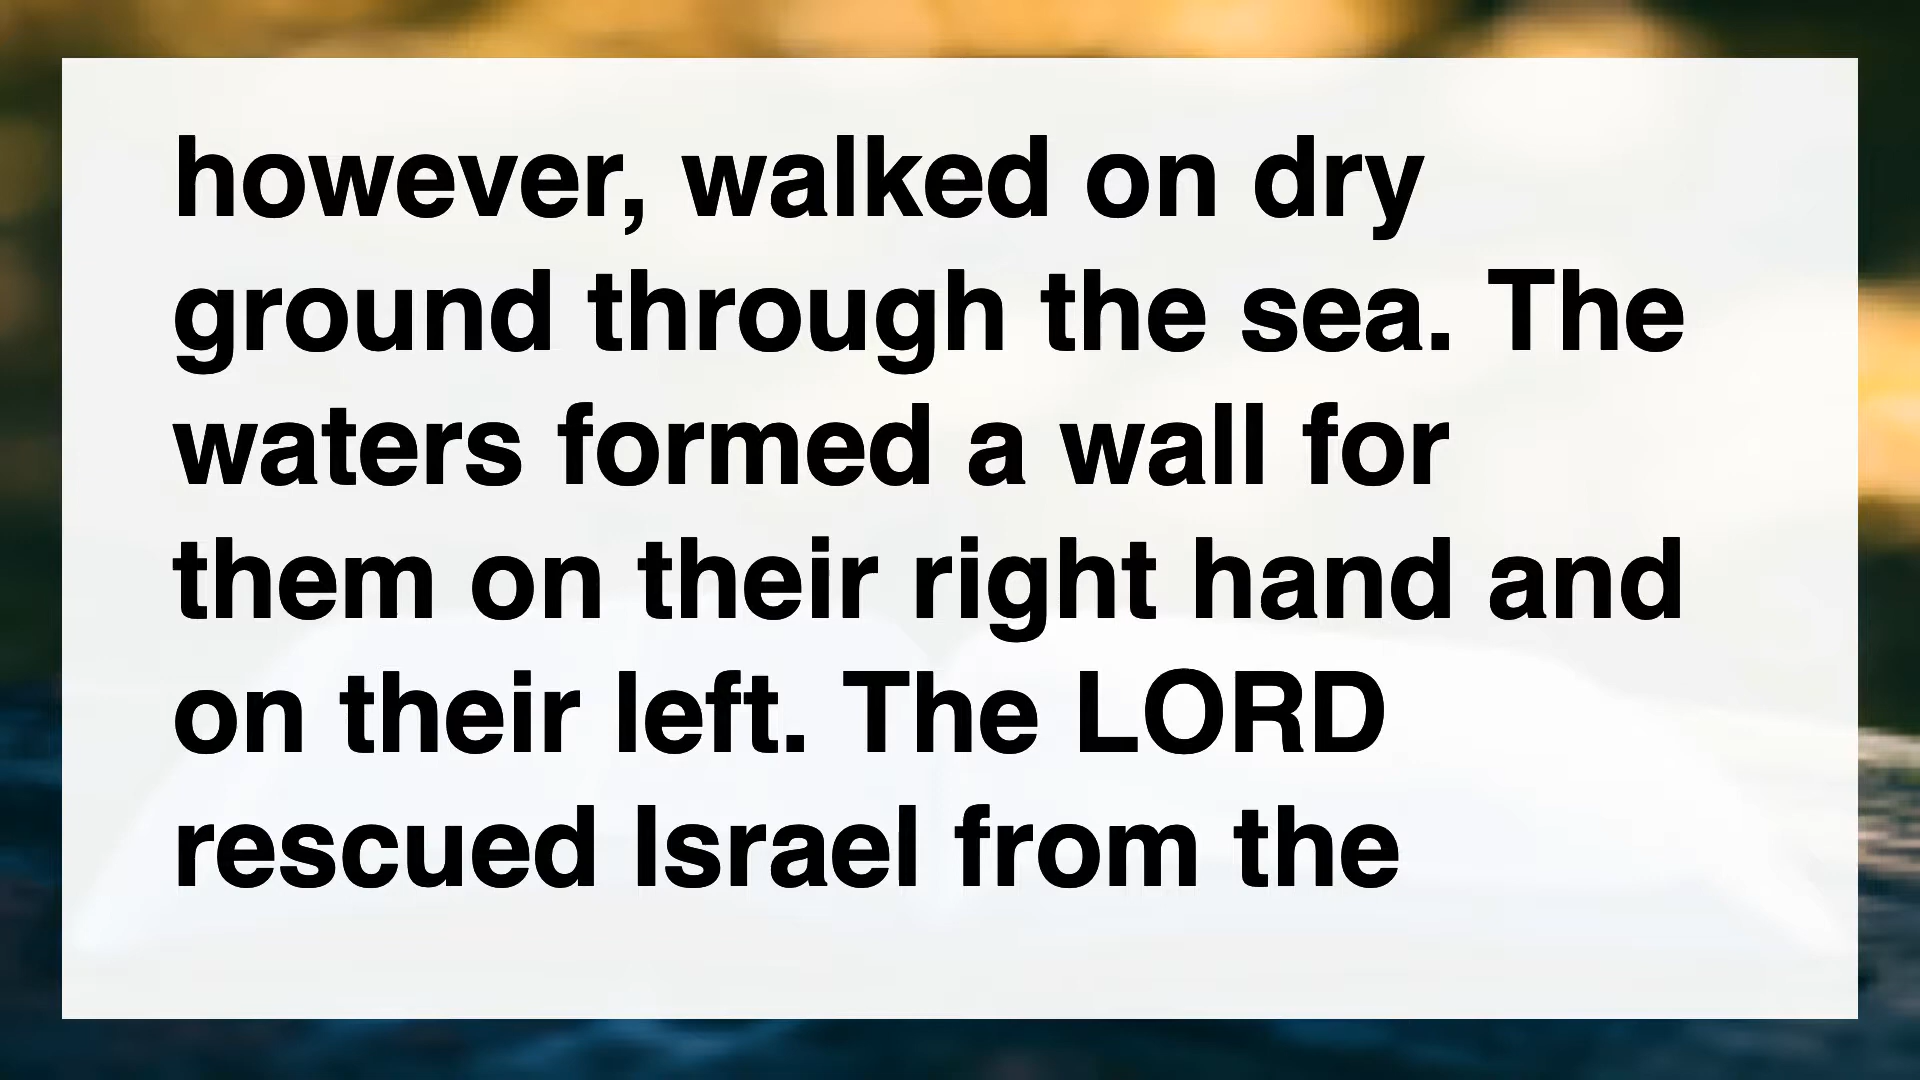 however, walked on dry
ground through the sea. The
waters formed a wall for
them on their right hand and
on their left. The LORD
rescued Israel from the